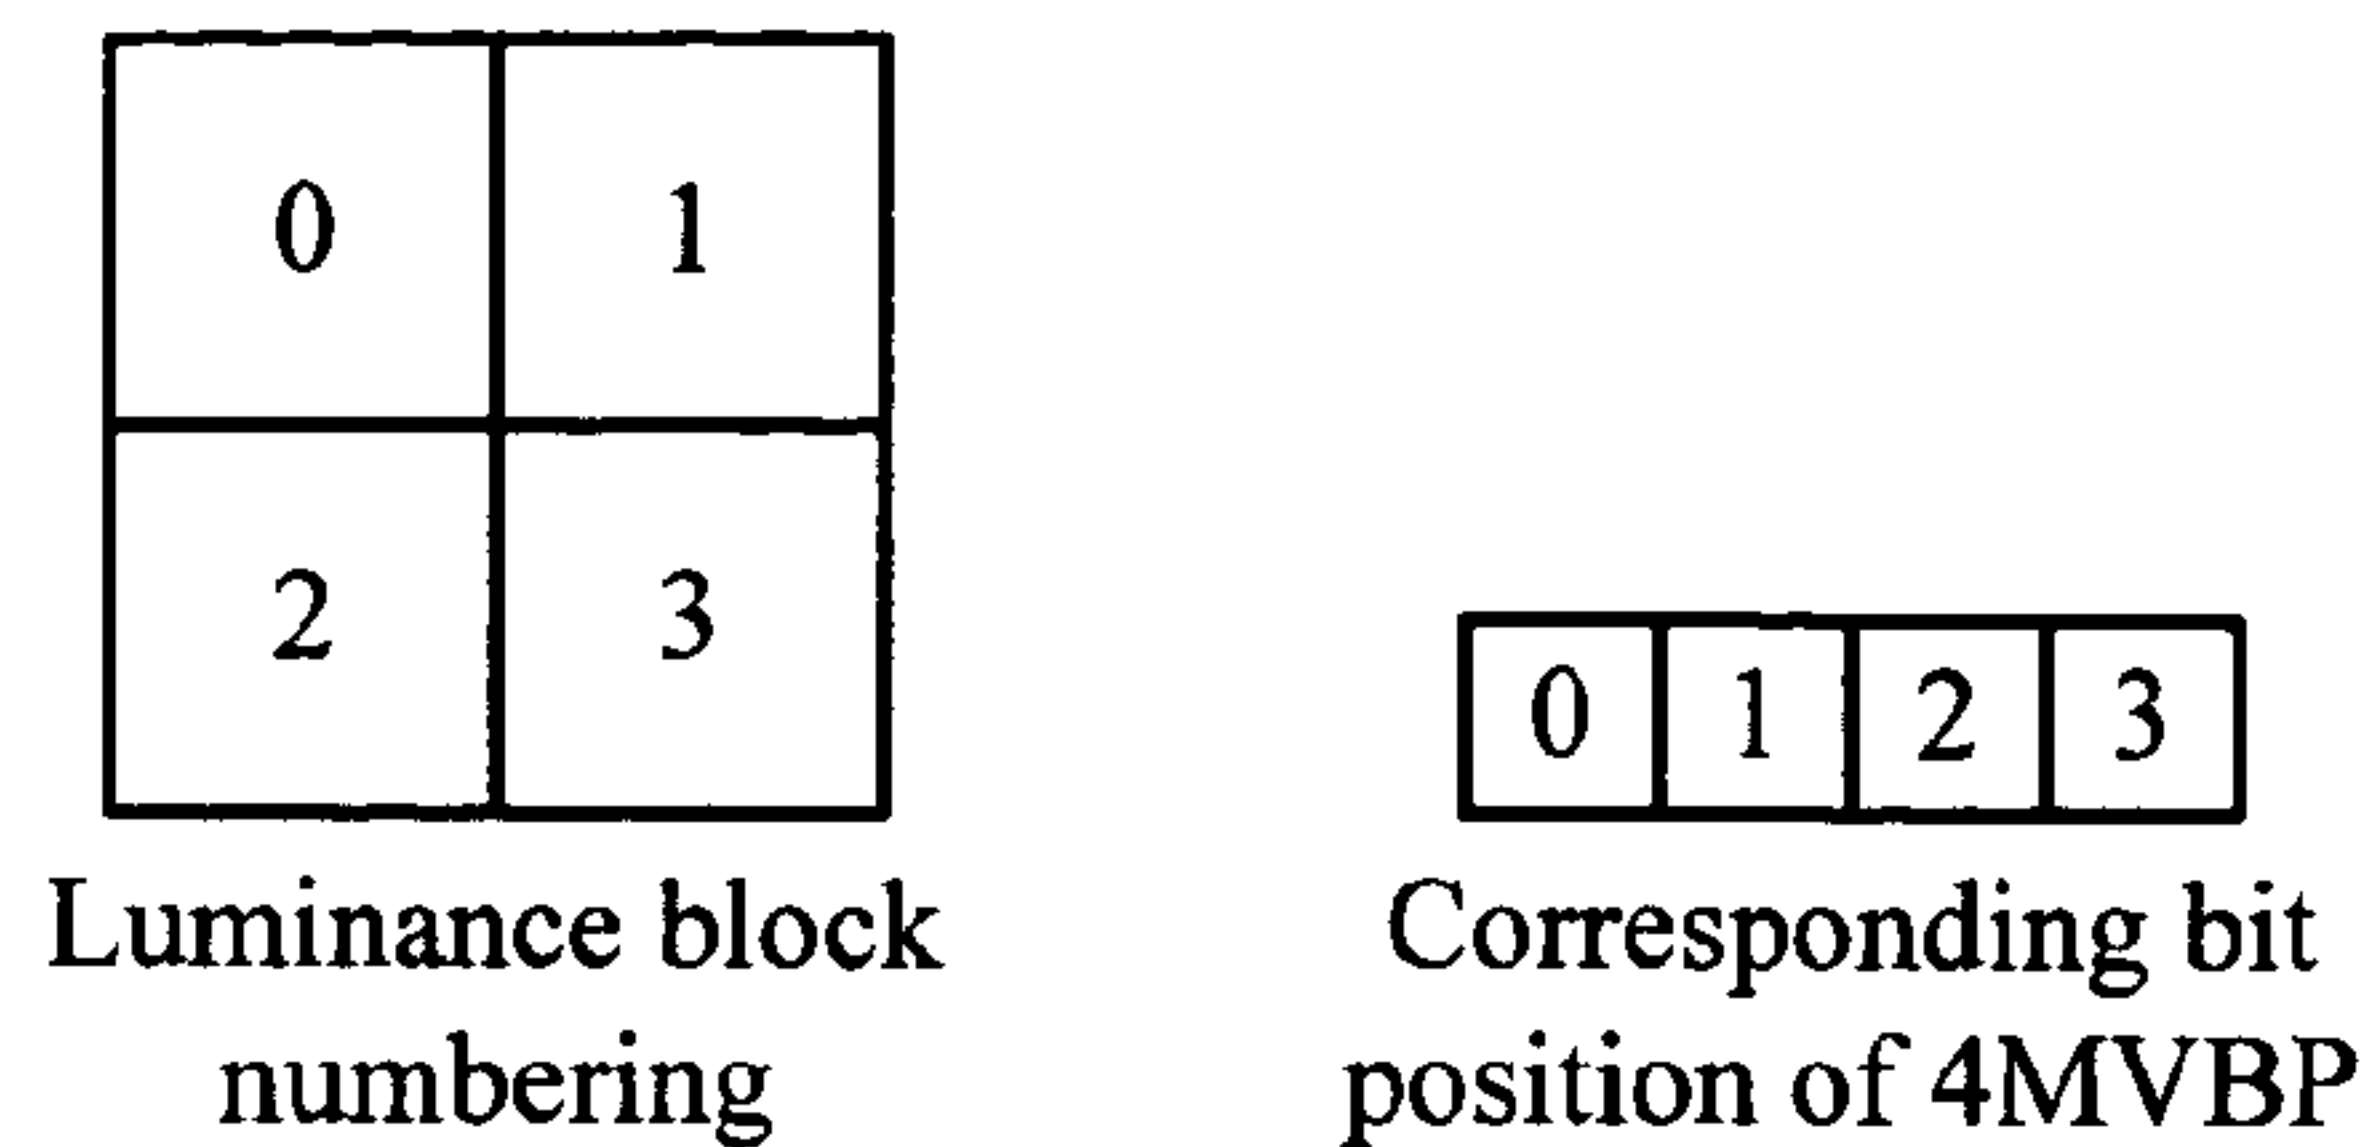 0 1
2 3
0 1 2 3
Luminance block
numbering
Corresponding bit
position of 4MVBP